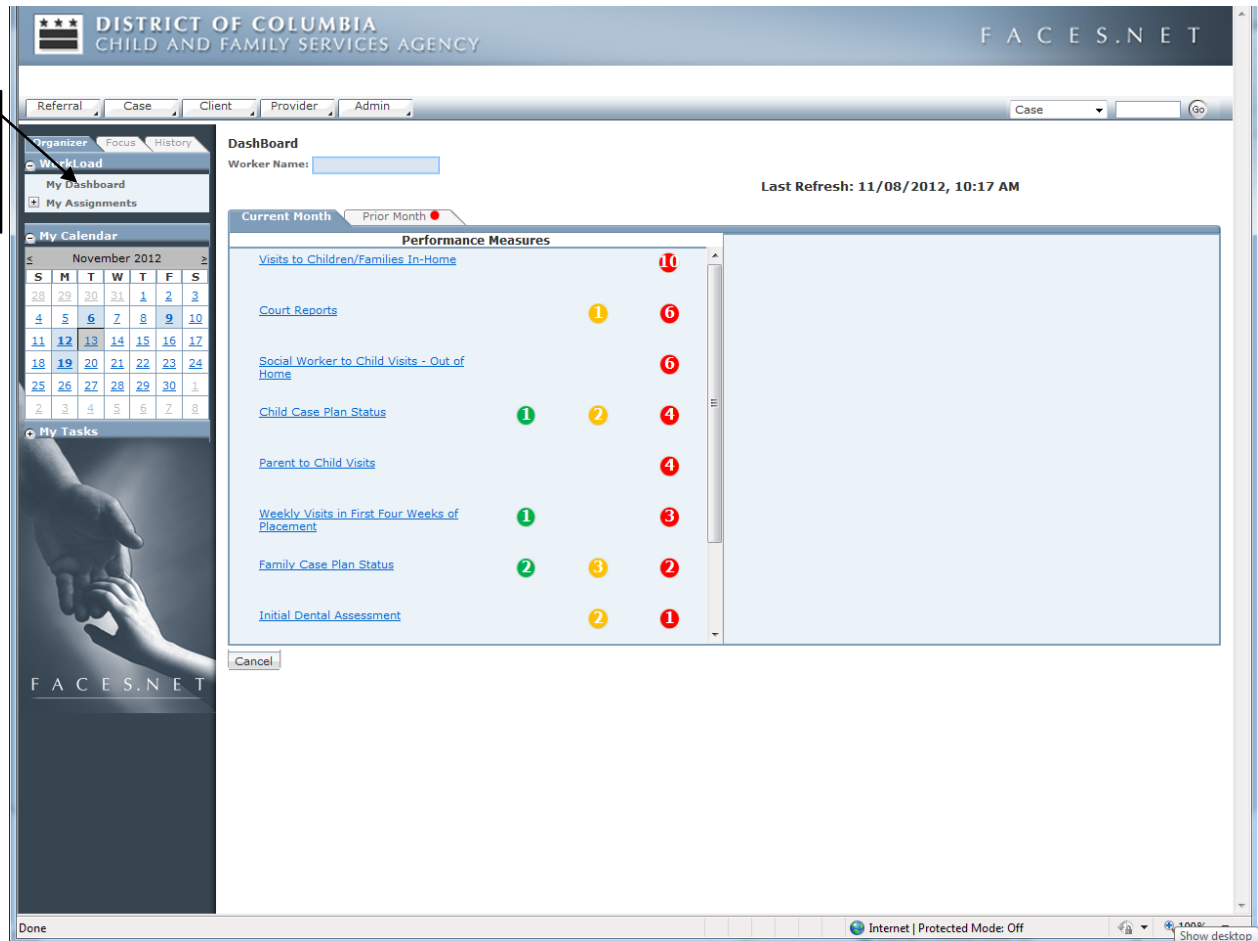 DISTRICT OF COLUMBIA
CHILD AND FAMILY SERVICES AGENCY
FACES.NET
Referral Case Client Provider Admin
Case Go
Organizer Focus History
WorkLoad
My Dashboard
My Assignments
My Calendar
< November 2012 >
S M T W T F S
28 29 30 31 1 2 3
4 5 6 7 8 9 10
11 12 13 14 15 16 17
18 19 20 21 22 23 24
25 26 27 28 29 30 1
2 3 4 5 6 7 8
My Tasks
FACES.NET
DashBoard
Worker Name:
Last Refresh: 11/08/2012, 10:17 AM
Current Month Prior Month
Performance Measures
Visits to Children/Families In-Home 10
Court Reports 1 6
Social Worker to Child Visits - Out of
Home 6
Child Case Plan Status 1 2 4
Parent to Child Visits 4
Weekly Visits in First Four Weeks of
Placement 1 3
Family Case Plan Status 2 3 2
Initial Dental Assessment 2 1
Cancel
Done
Internet | Protected Mode: Off
100%
Show desktop